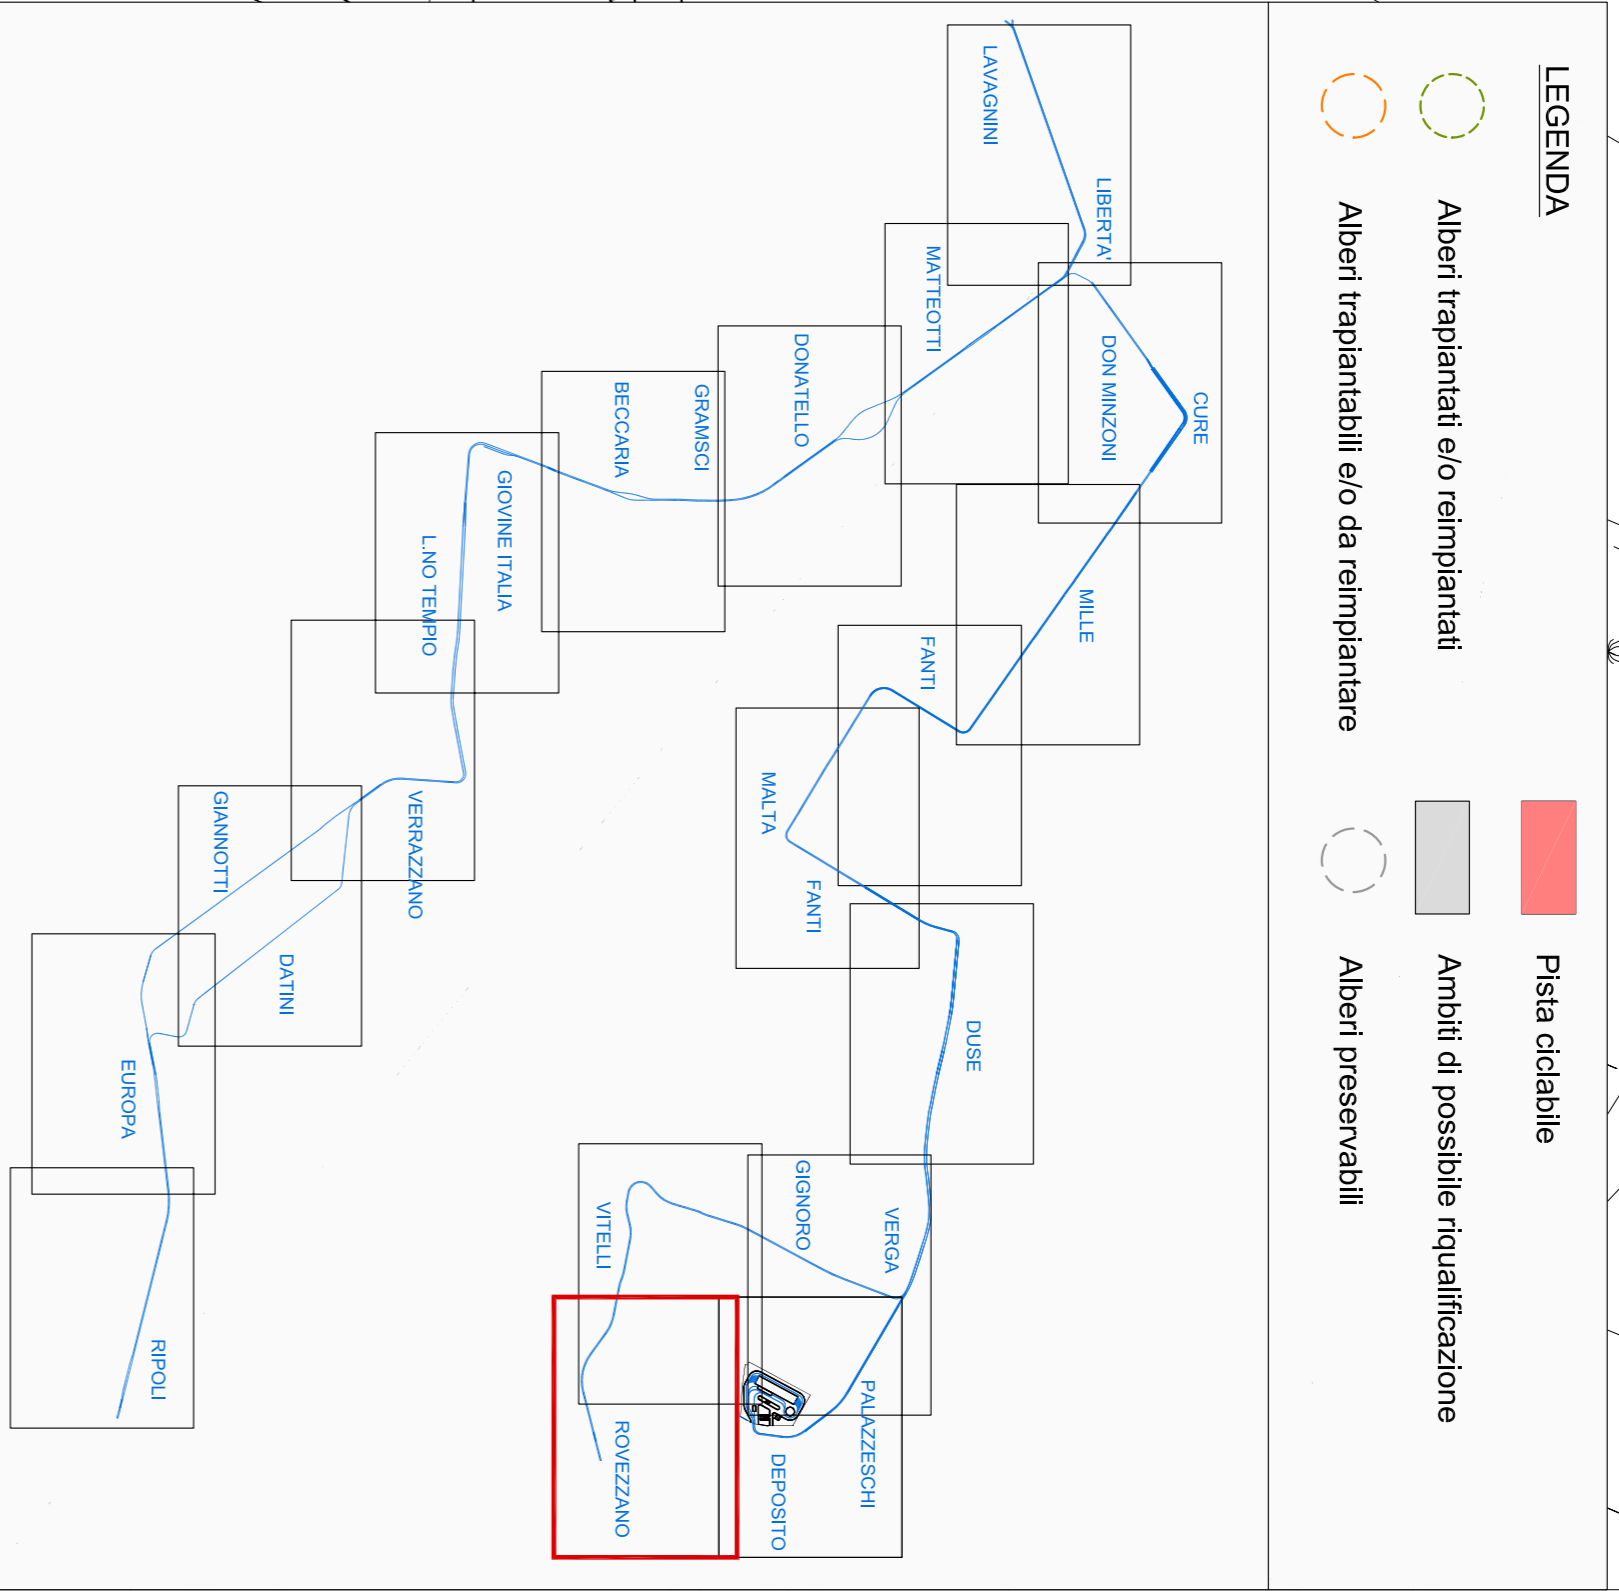 LEGENDA
Alberi trapiantati e/o reimpiantati
Alberi trapiantabili e/o da reimpiantare
Pista ciclabile
Ambiti di possibile riqualificazione
Alberi preservabili
LAVAGNINI
LIBERTA'
MATTEOTTI
DON MINZONI
CURE
DONATELLO
GRAMSCI
BECCARIA
GIOVINE ITALIA
L.NO TEMPIO
MILLE
FANTI
MALTA
FANTI
VERRAZZANO
GIANNOTTI
DATINI
EUROPA
RIPOLI
DUSE
VERGA
GIGNORO
VITELLI
PALAZZESCHI
DEPOSITO
ROVEZZANO